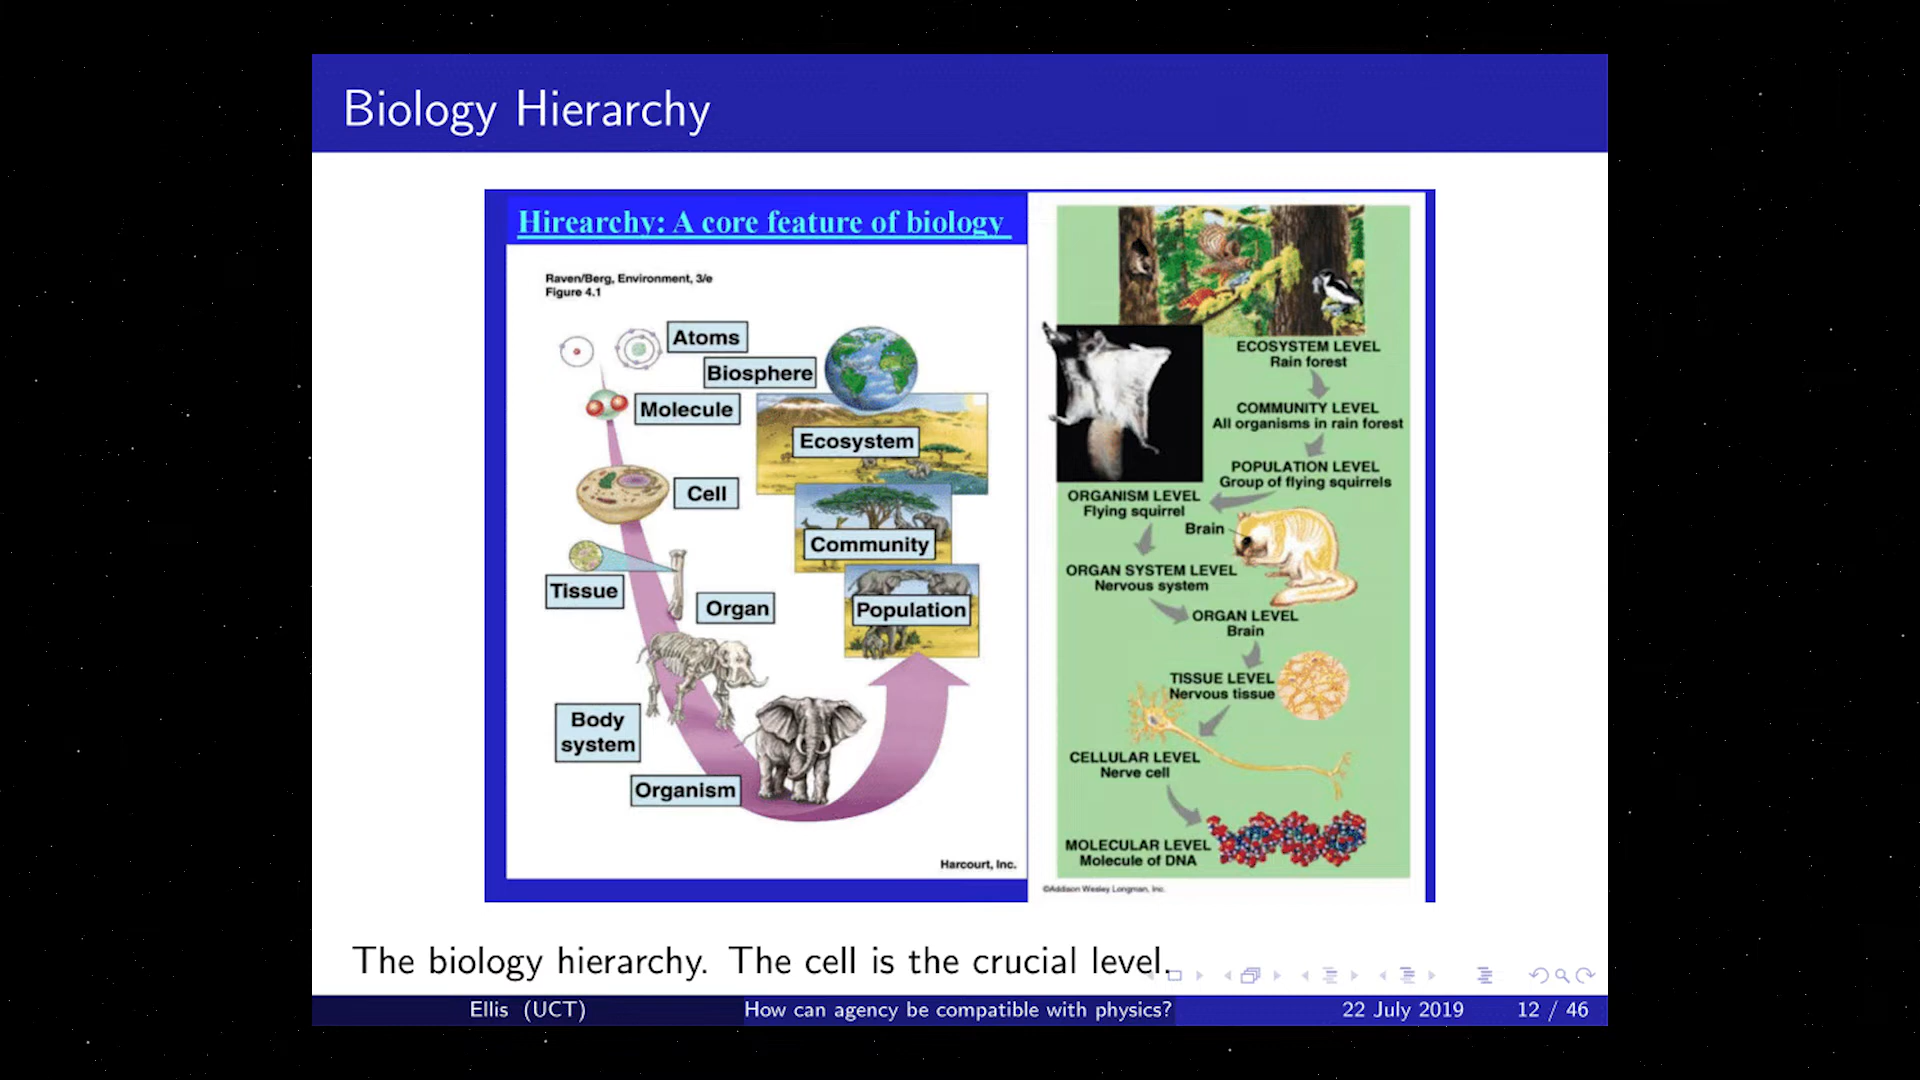 Biology Hierarchy
Hirearchy: A core feature of biology
Raven/Berg, Environment, 3/e
Figure 4.1
Atoms
Biosphere
Molecule
Ecosystem
Cell
Community
Tissue
Organ
Population
Body
system
Organism
Harcourt, Inc.
ECOSYSTEM LEVEL
Rain forest
COMMUNITY LEVEL
All organisms in rain forest
POPULATION LEVEL
Group of flying squirrels
ORGANISM LEVEL
Flying squirrel
Brain
ORGAN SYSTEM LEVEL
Nervous system
ORGAN LEVEL
Brain
TISSUE LEVEL
Nervous tissue
CELLULAR LEVEL
Nerve cell
MOLECULAR LEVEL
Molecule of DNA
©Addison Wesley Longman, Inc.
The biology hierarchy. The cell is the crucial level.
Ellis (UCT) How can agency be compatible with physics? 22 July 2019 12 / 46